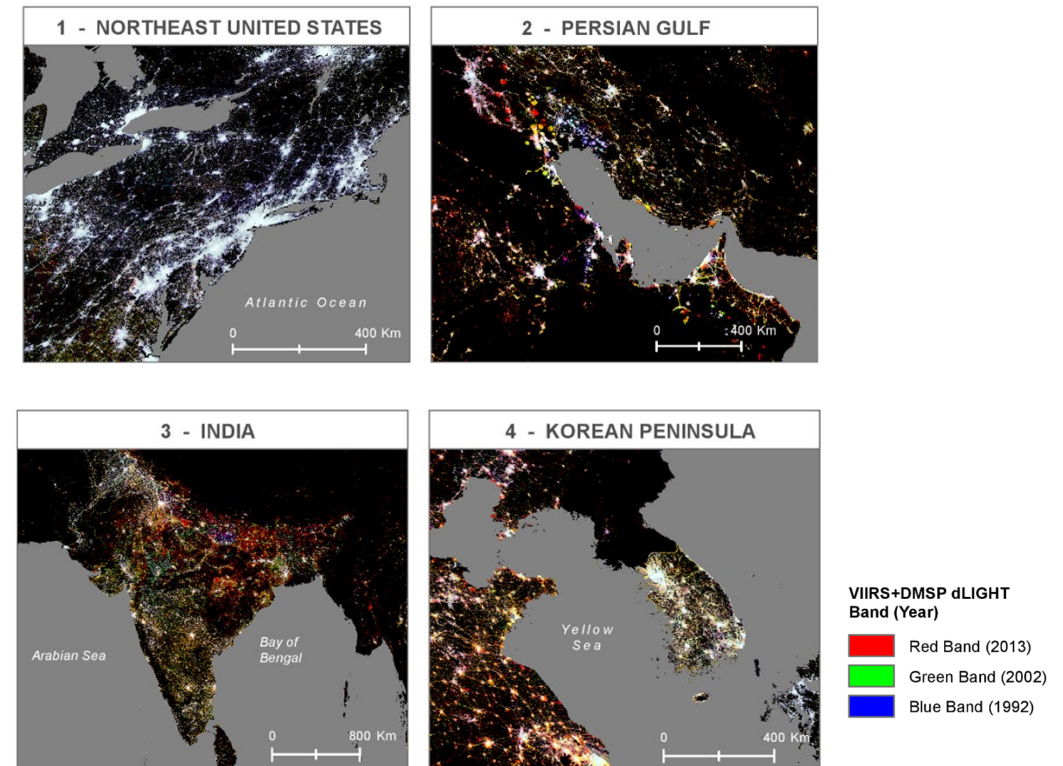 1 - NORTHEAST UNITED STATES
Atlantic Ocean
0 400 Km
2 - PERSIAN GULF
0 400 Km
3 - INDIA
Arabian Sea
Bay of
Bengal
0 800 Km
4 - KOREAN PENINSULA
Yellow
Sea
0 400 Km
VIIRS+DMSP dLIGHT
Band (Year)
Red Band (2013)
Green Band (2002)
Blue Band (1992)